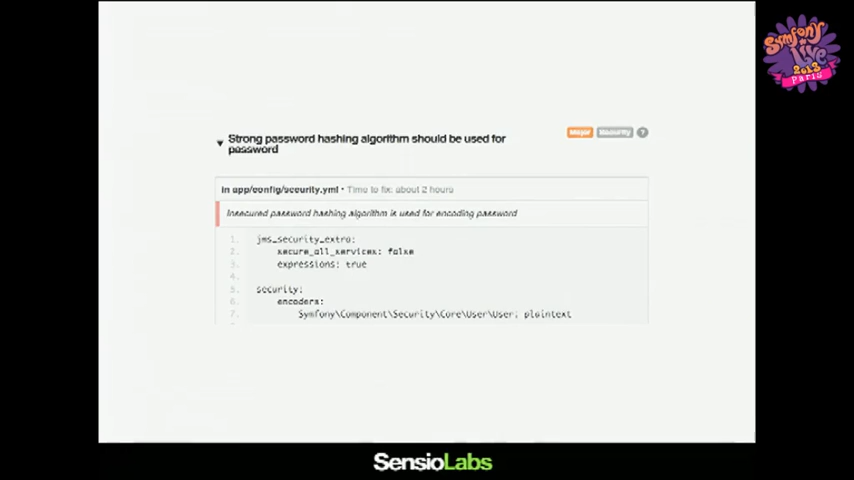 Symfony
Live
2013
Paris
Strong password hashing algorithm should be used for
password
Major Security ?
in app/config/security.yml • Time to fix: about 2 hours
Insecured password hashing algorithm is used for encoding password
1. jms_security_extra:
2. secure_all_services: false
3. expressions: true
4.
5. security:
6. encoders:
7. Symfony\Component\Security\Core\User\User: plaintext
SensioLabs